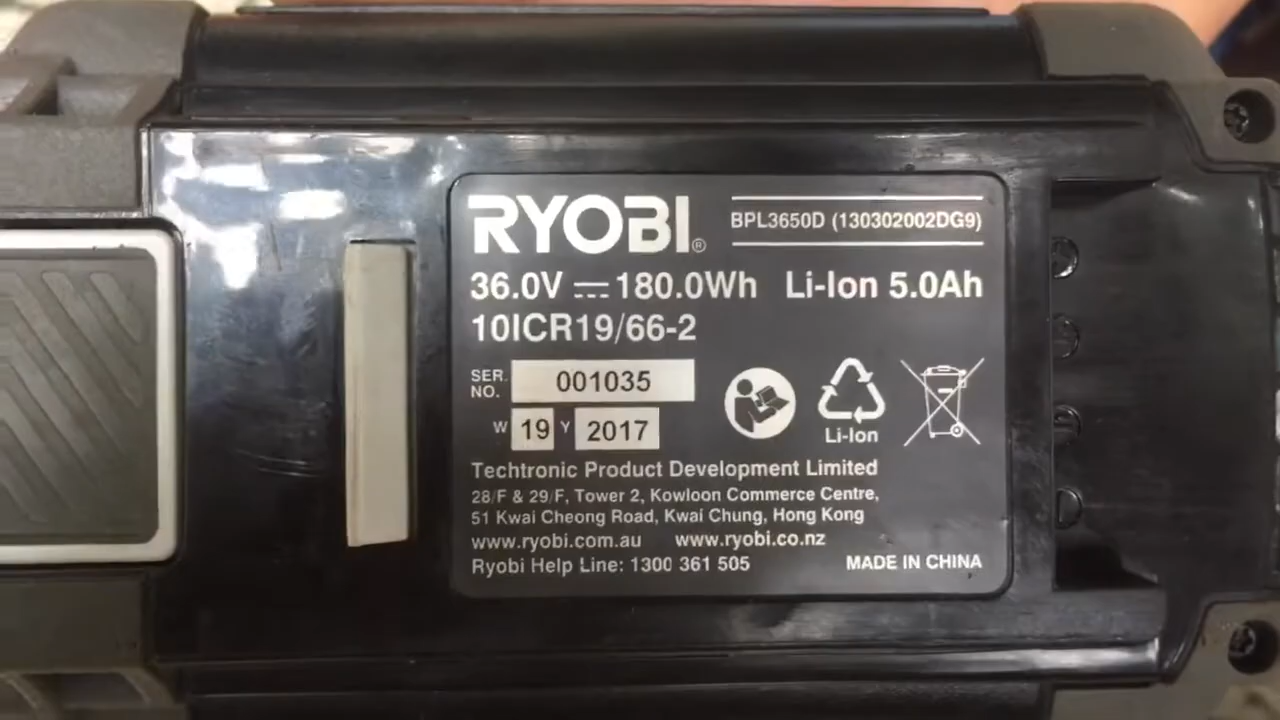 RYOBI®
BPL3650D (130302002DG9)
36.0V ⎓ 180.0Wh Li-Ion 5.0Ah
10ICR19/66-2
SER. NO. 001035
W 19 Y 2017
Li-Ion
Techtronic Product Development Limited
28/F & 29/F, Tower 2, Kowloon Commerce Centre,
51 Kwai Cheong Road, Kwai Chung, Hong Kong
www.ryobi.com.au www.ryobi.co.nz
Ryobi Help Line: 1300 361 505 MADE IN CHINA